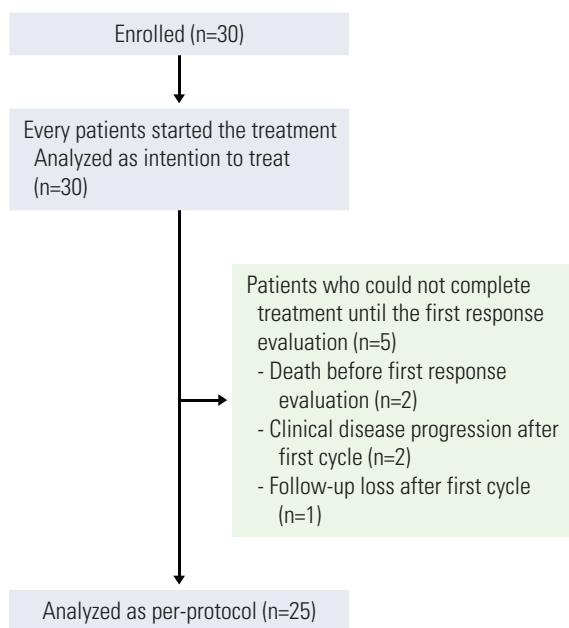 Enrolled (n=30)
Every patients started the treatment
Analyzed as intention to treat
(n=30)
Patients who could not complete
treatment until the first response
evaluation (n=5)
- Death before first response
evaluation (n=2)
- Clinical disease progression after
first cycle (n=2)
- Follow-up loss after first cycle
(n=1)
Analyzed as per-protocol (n=25)